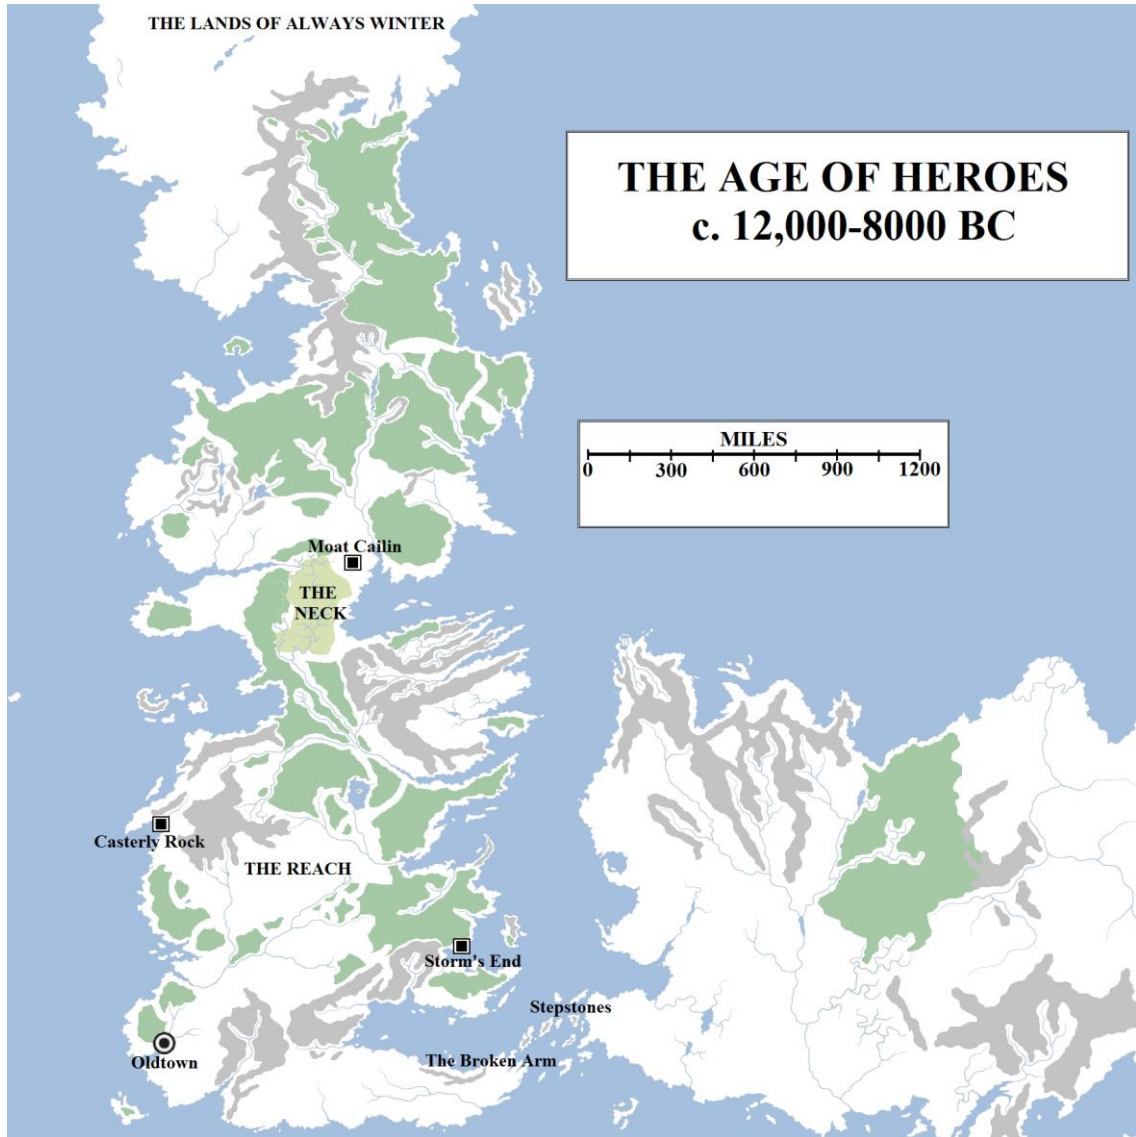 THE LANDS OF ALWAYS WINTER
THE AGE OF HEROES
c. 12,000-8000 BC
MILES
0 300 600 900 1200
Moat Cailin
THE
NECK
Casterly Rock
THE REACH
Storm's End
Stepstones
The Broken Arm
Oldtown